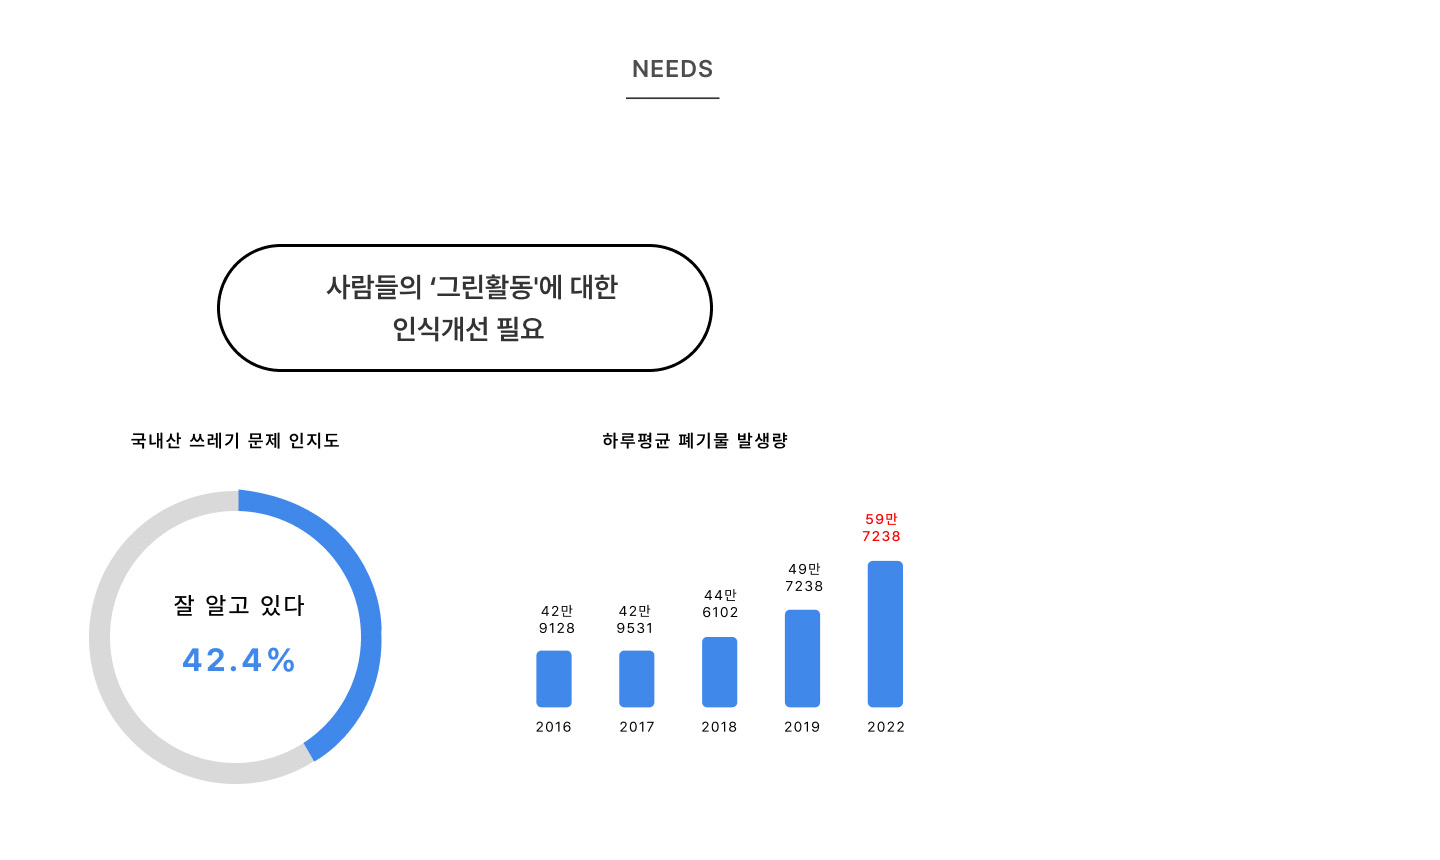 NEEDS
사람들의 ‘그린활동'에 대한
인식개선 필요
국내산 쓰레기 문제 인지도
잘 알고 있다
42.4%
하루평균 폐기물 발생량
42만
9128
42만
9531
44만
6102
49만
7238
59만
7238
2016
2017
2018
2019
2022